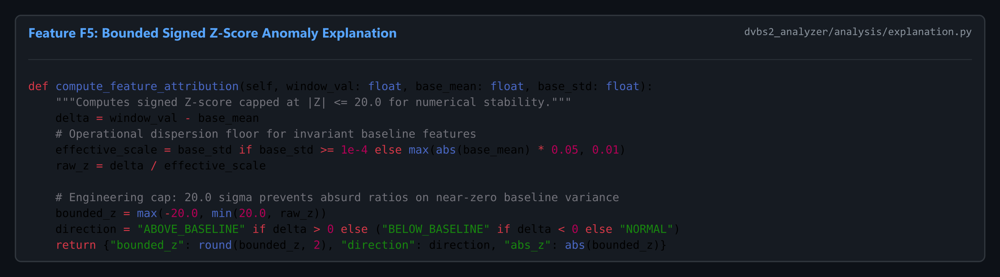 Feature F5: Bounded Signed Z-Score Anomaly Explanation
dvbs2_analyzer/analysis/explanation.py
def compute_feature_attribution(self, window_val: float, base_mean: float, base_std: float):
    """Computes signed Z-score capped at |Z| <= 20.0 for numerical stability."""
    delta = window_val - base_mean
    # Operational dispersion floor for invariant baseline features
    effective_scale = base_std if base_std >= 1e-4 else max(abs(base_mean) * 0.05, 0.01)
    raw_z = delta / effective_scale
    # Engineering cap: 20.0 sigma prevents absurd ratios on near-zero baseline variance
    bounded_z = max(-20.0, min(20.0, raw_z))
    direction = "ABOVE_BASELINE" if delta > 0 else ("BELOW_BASELINE" if delta < 0 else "NORMAL")
    return {"bounded_z": round(bounded_z, 2), "direction": direction, "abs_z": abs(bounded_z)}